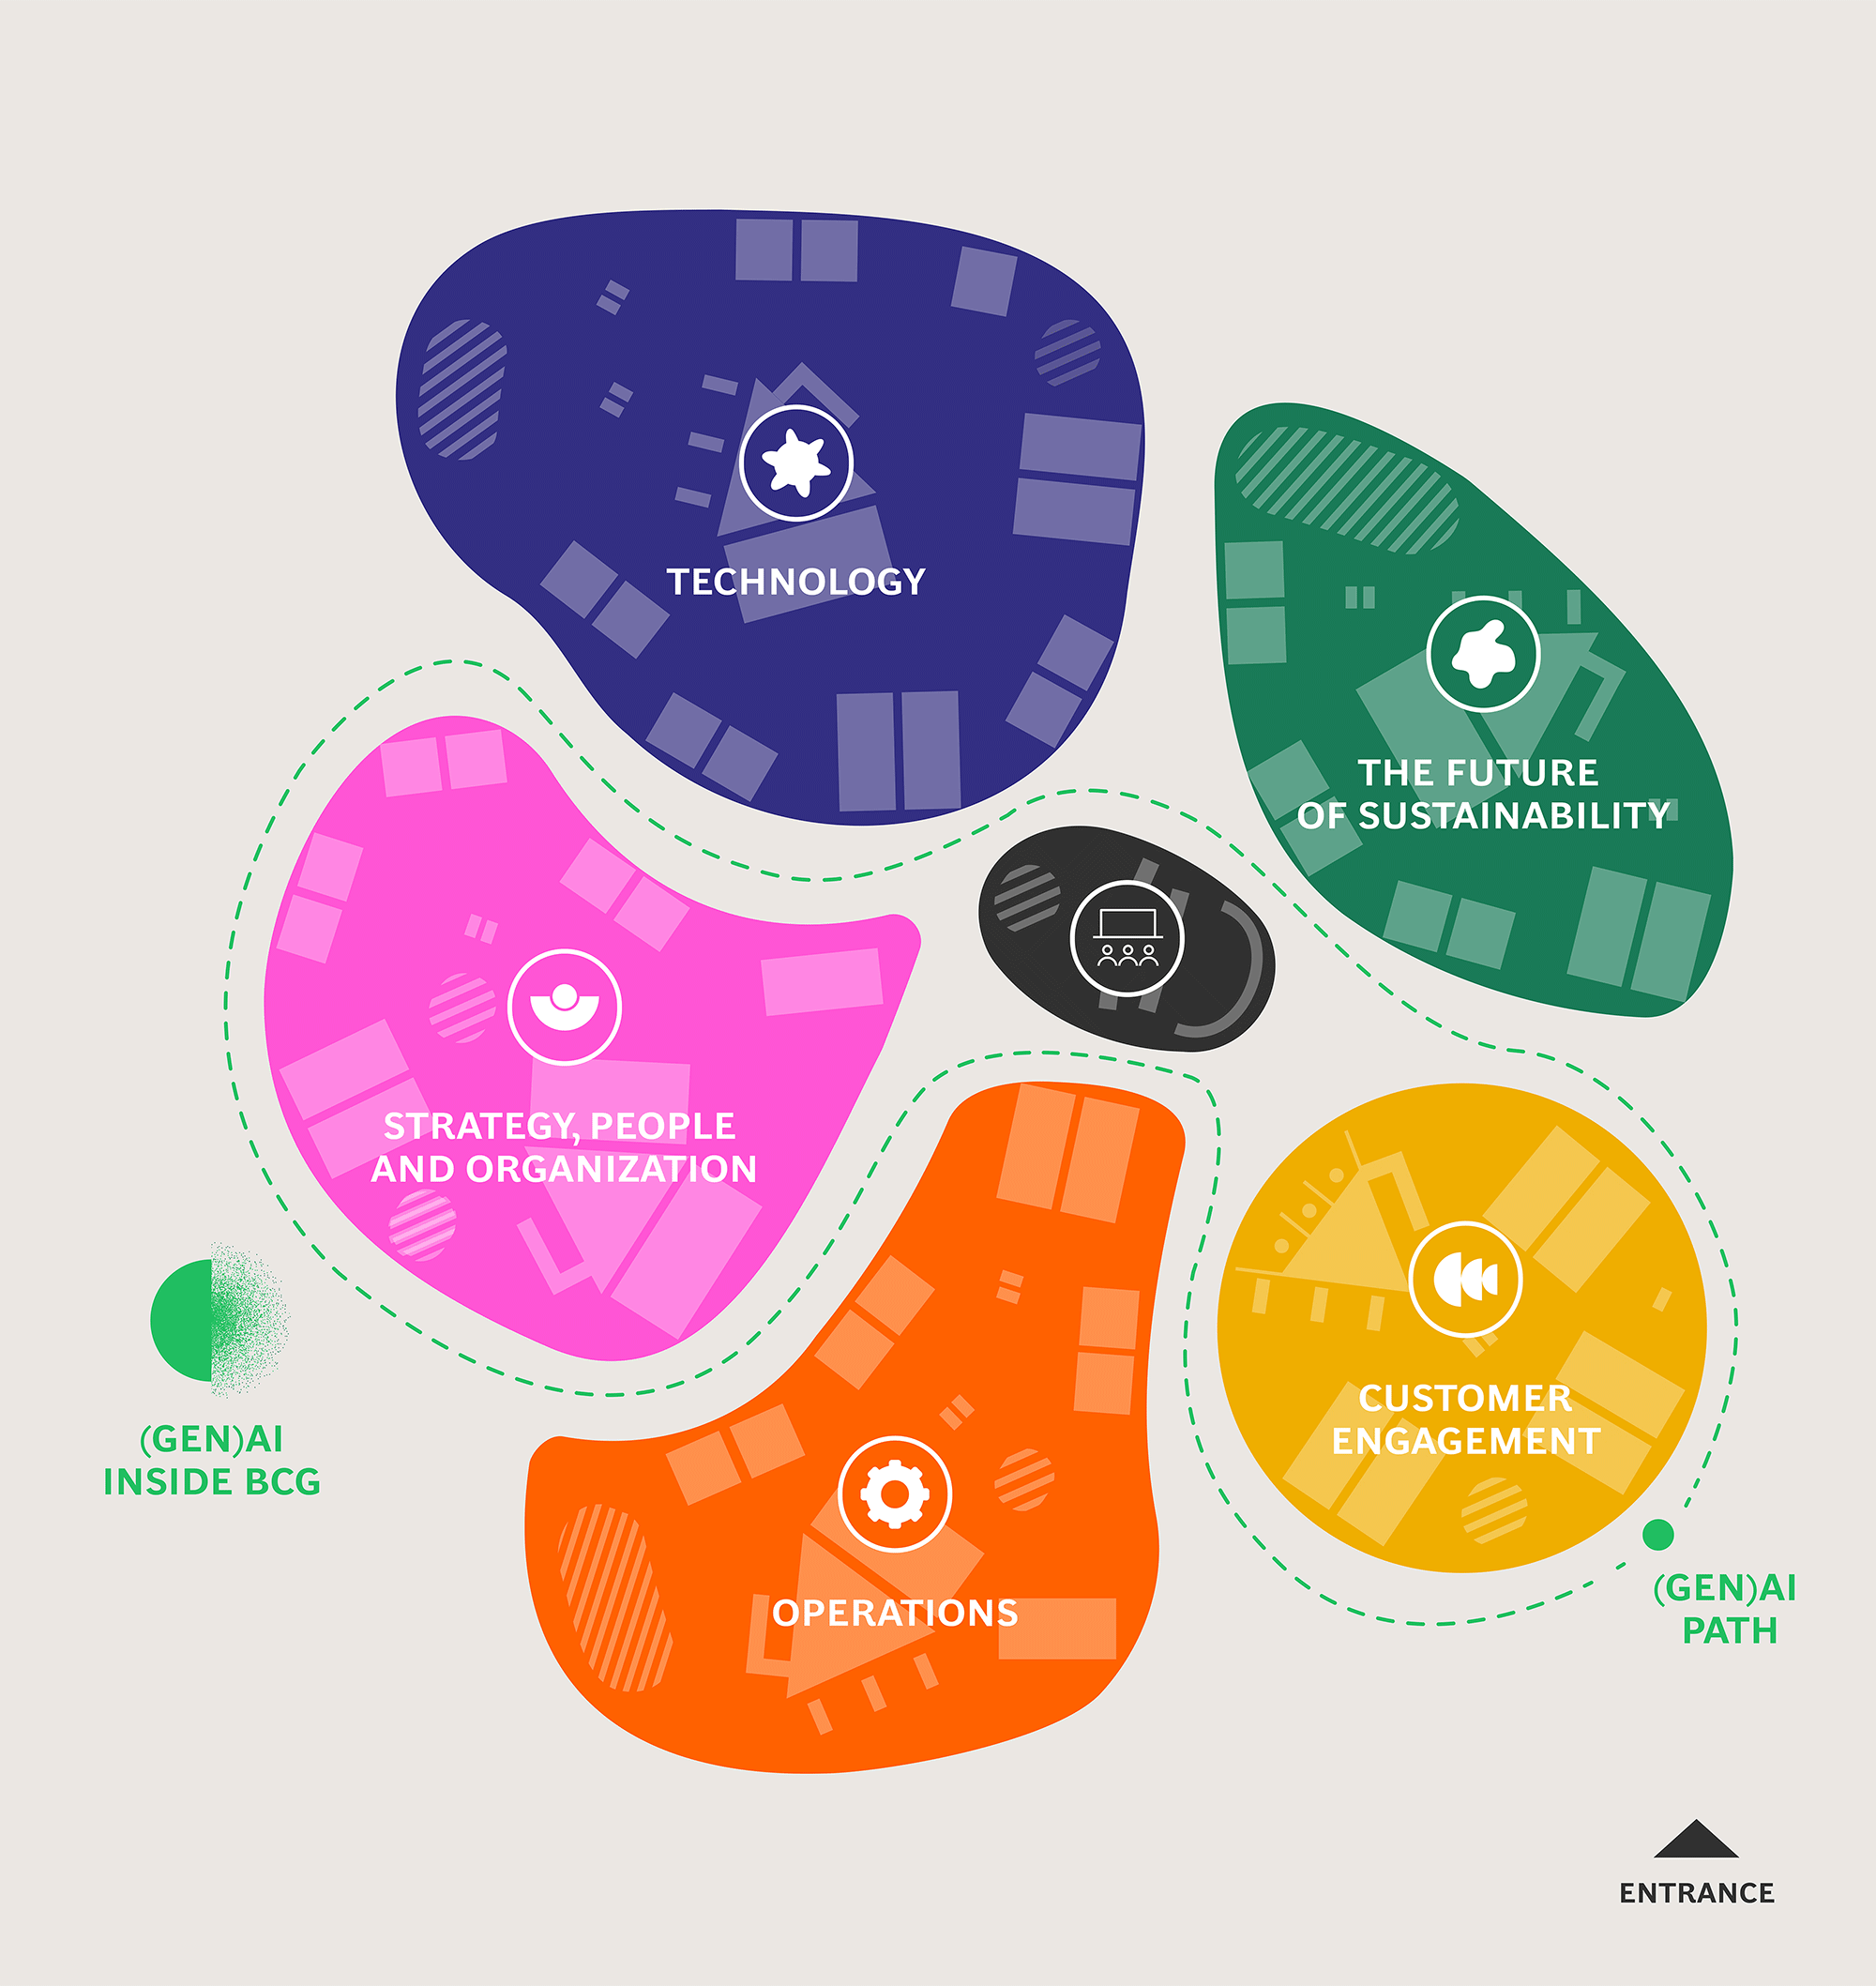 TECHNOLOGY
THE FUTURE
OF SUSTAINABILITY
STRATEGY, PEOPLE
AND ORGANIZATION
CUSTOMER
ENGAGEMENT
(GEN)AI
INSIDE BCG
OPERATIONS
(GEN)AI
PATH
ENTRANCE